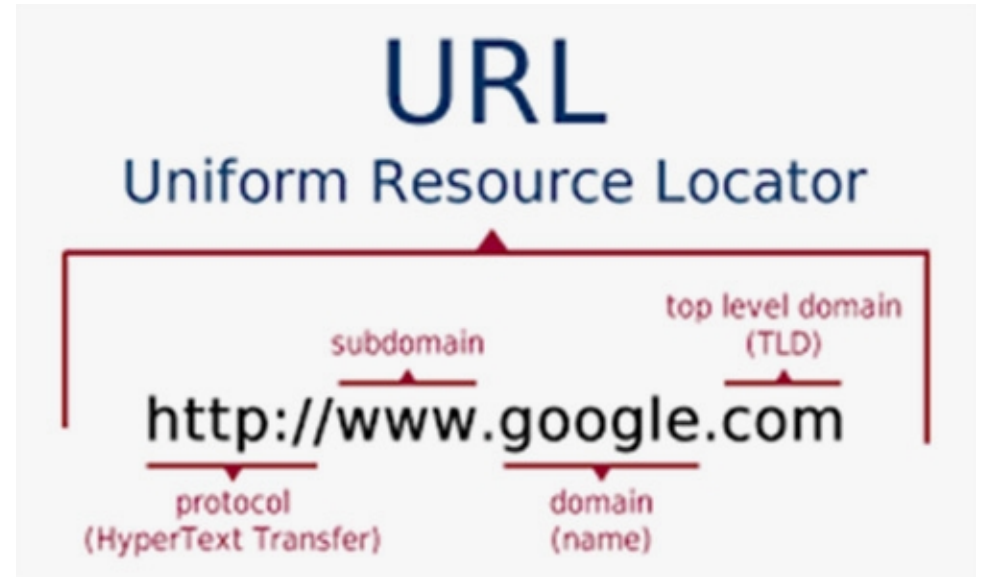 URL
Uniform Resource Locator
top level domain
(TLD)
subdomain
http://www.google.com
protocol
(HyperText Transfer)
domain
(name)